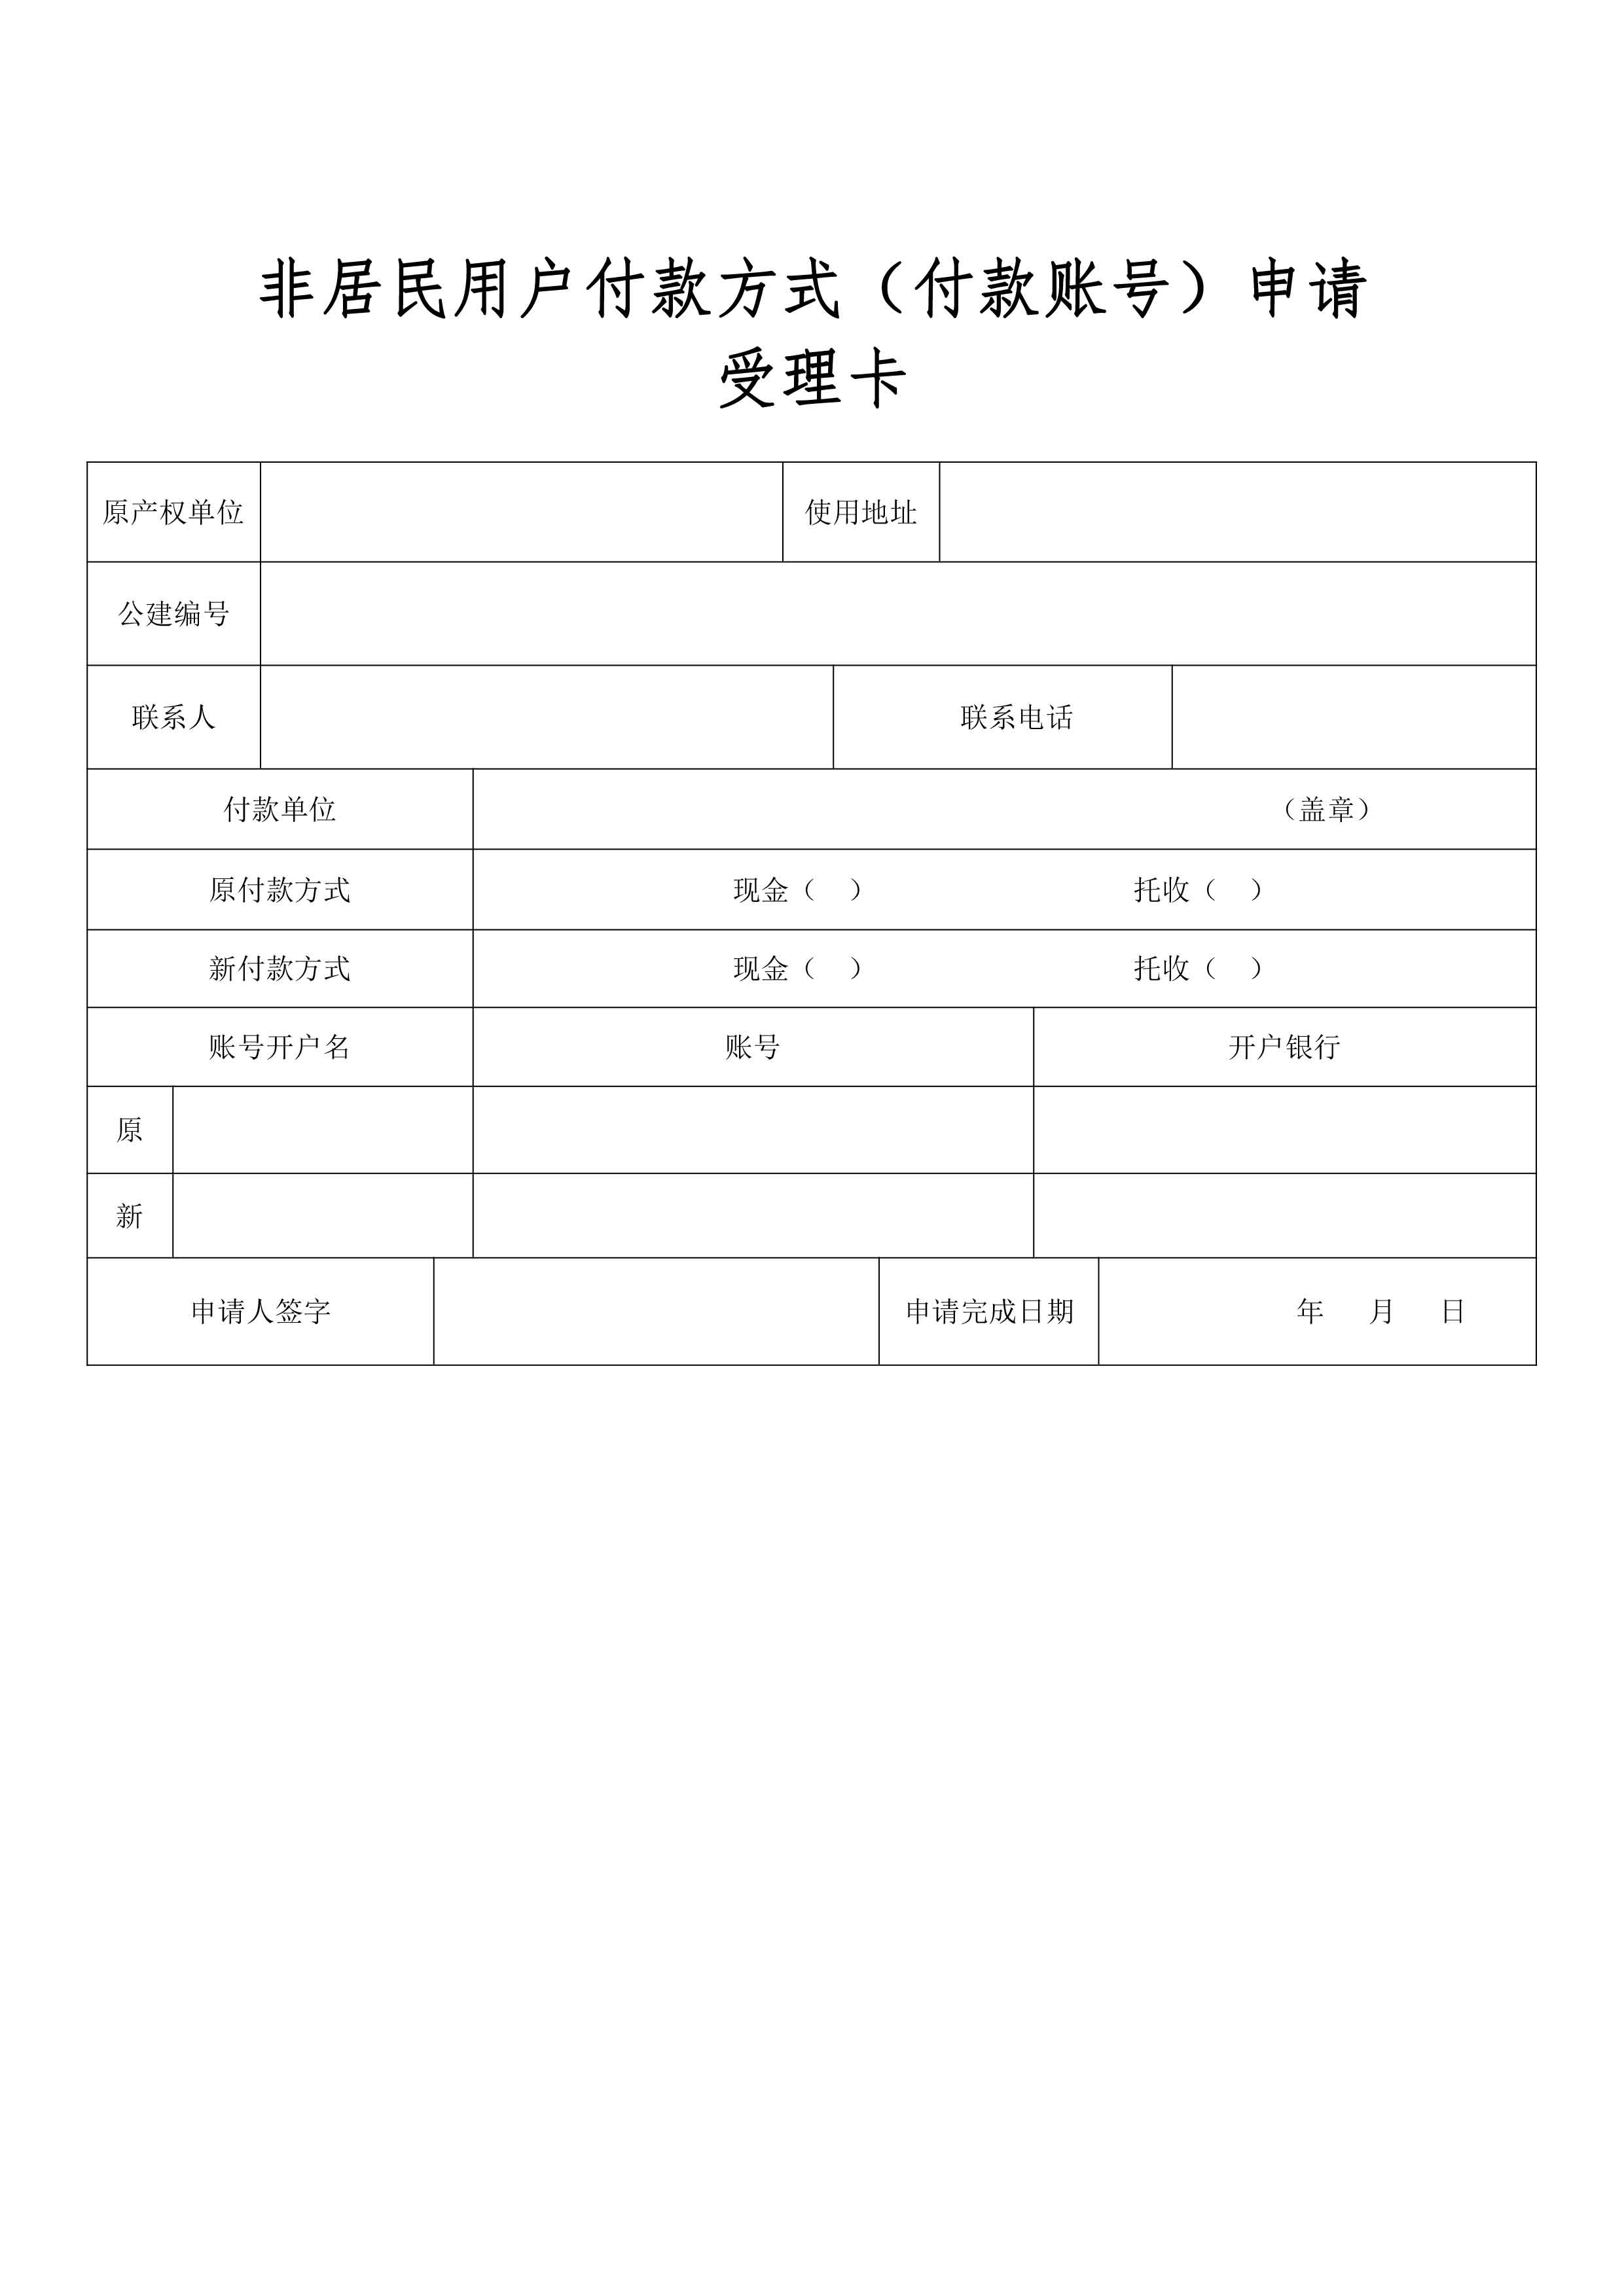 非居民用户付款方式（付款账号）申请
受理卡
原产权单位 使用地址
公建编号
联系人 联系电话
付款单位 （盖章）
原付款方式 现金（ ） 托收（ ）
新付款方式 现金（ ） 托收（ ）
账号开户名 账号 开户银行
原
新
申请人签字 申请完成日期 年 月 日